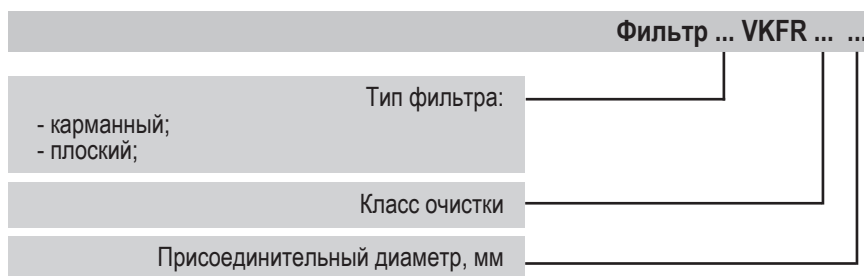 Фильтр ... VKFR ... ...
Тип фильтра:
- карманный;
- плоский;
Класс очистки
Присоединительный диаметр, мм